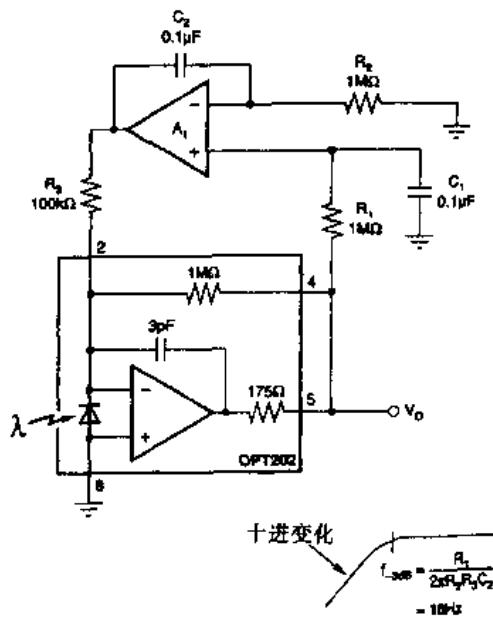 C₂
0.1µF
R₂
1MΩ
−
A₁
+
R₃
100kΩ
C₁
0.1µF
R₁
1MΩ
2
1MΩ
4
3pF
−
175Ω
5
V₀
λ
+
OPT202
8
十进变化
f₋₃dB = R₁ / 2πR₂R₃C₂
= 16Hz